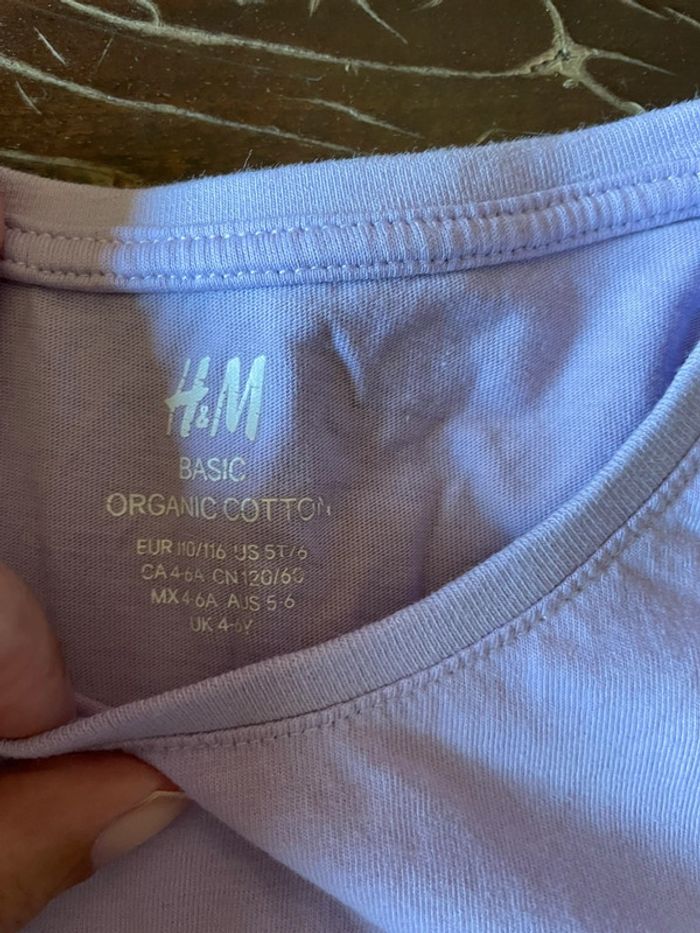 H&M
BASIC
ORGANIC COTTON
EUR 110/116 US 5T/6
CA 4-6A CN 120/60
MX 4-6A AUS 5-6
UK 4-6Y